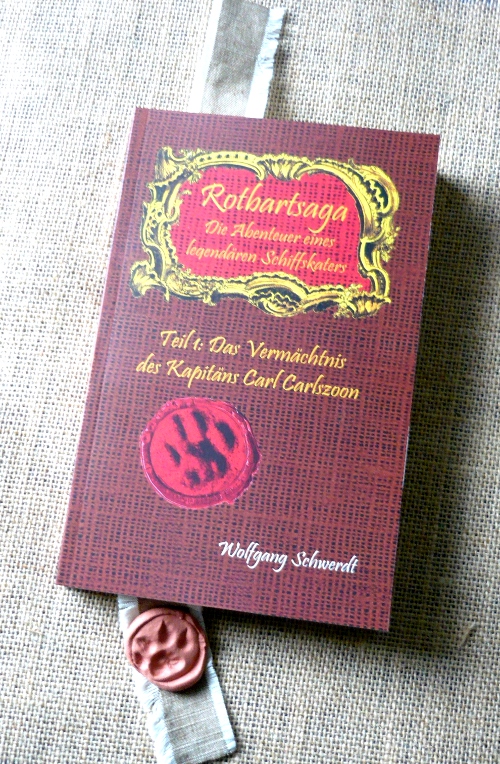 Rotbartsaga
Die Abenteuer eines
legendären Schiffskaters
Teil 1: Das Vermächtnis
des Kapitäns Carl Carlszoon
Wolfgang Schwerdt